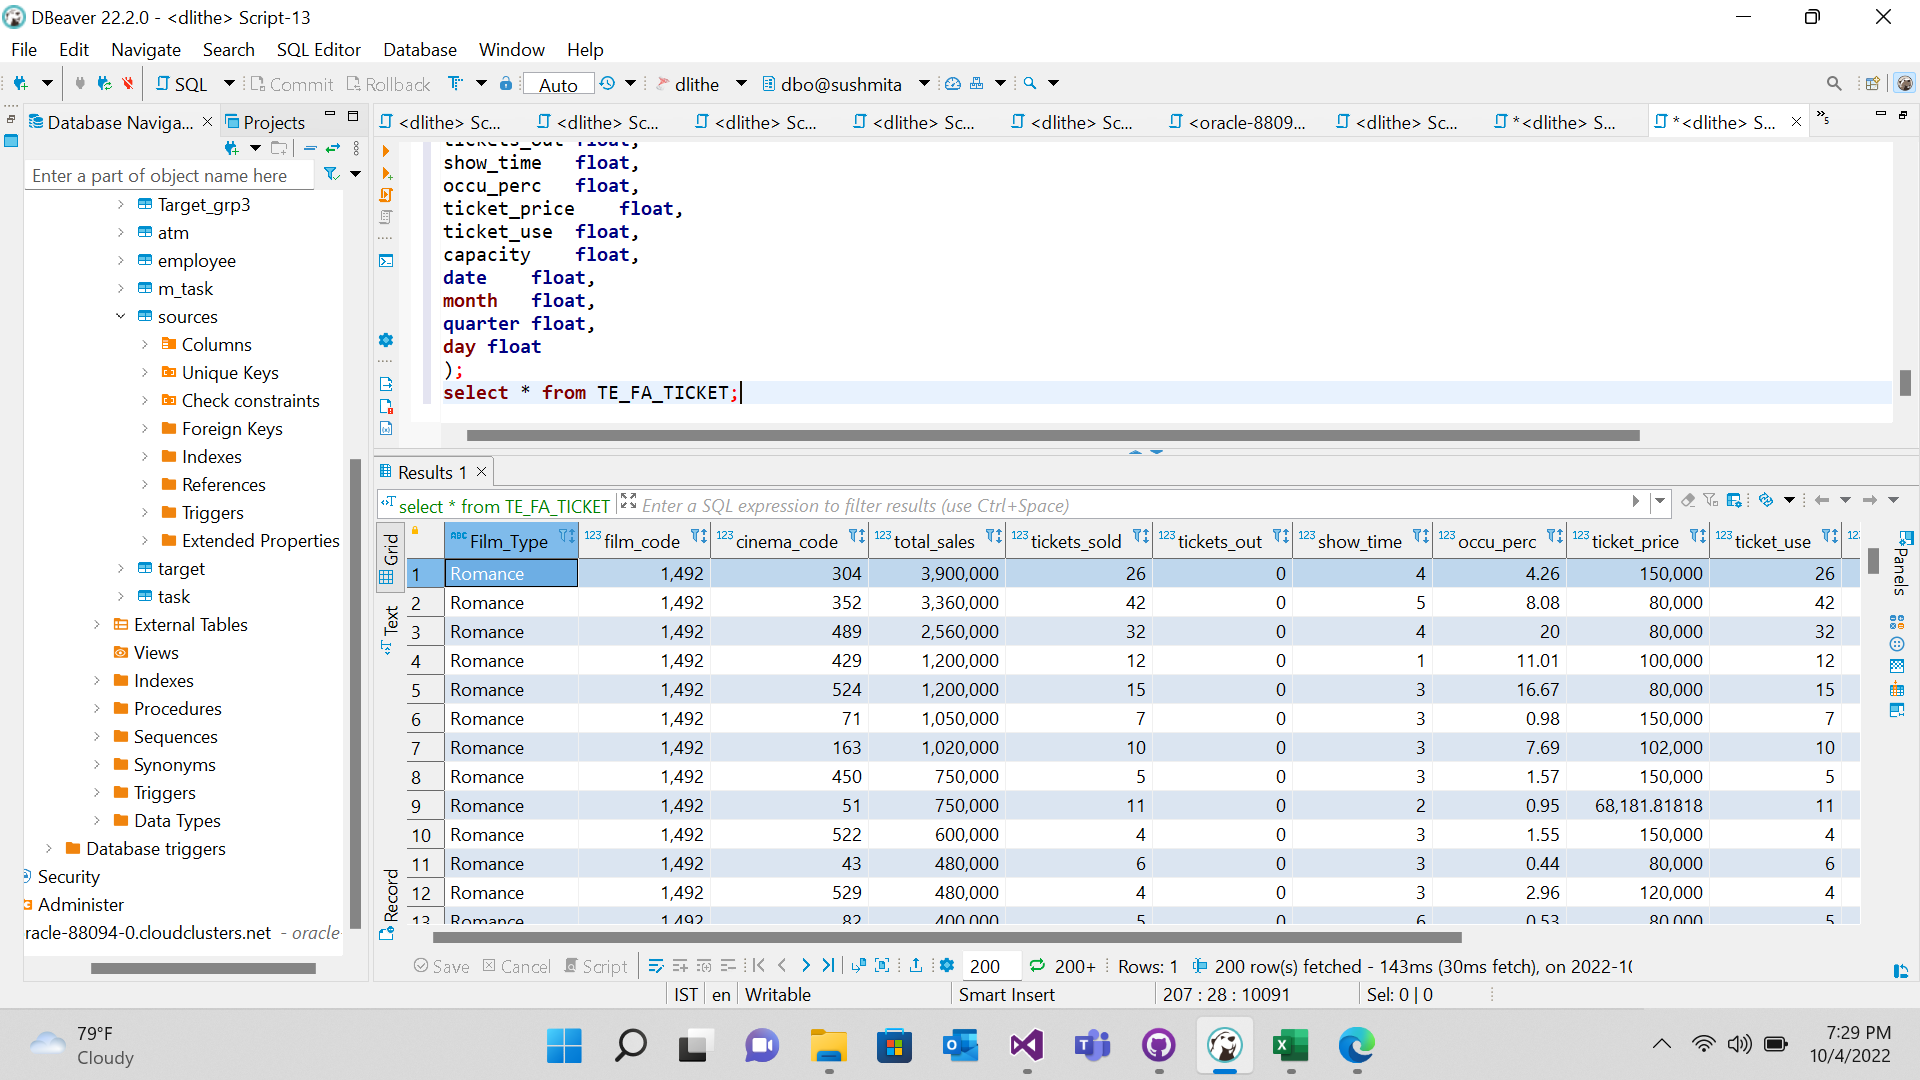 DBeaver 22.2.0 - <dlithe> Script-13
File Edit Navigate Search SQL Editor Database Window Help
SQL Commit Rollback Auto dlithe dbo@sushmita
Database Naviga... Projects
<dlithe> Sc... <dlithe> Sc... <dlithe> Sc... <dlithe> Sc... <dlithe> Sc... <oracle-8809... <dlithe> Sc... *<dlithe> S... *<dlithe> S... »5
Enter a part of object name here
Target_grp3
atm
employee
m_task
sources
Columns
Unique Keys
Check constraints
Foreign Keys
Indexes
References
Triggers
Extended Properties
target
task
External Tables
Views
Indexes
Procedures
Sequences
Synonyms
Triggers
Data Types
Database triggers
Security
Administer
racle-88094-0.cloudclusters.net - oracle
tickets_out float,
show_time float,
occu_perc float,
ticket_price float,
ticket_use float,
capacity float,
date float,
month float,
quarter float,
day float
);
select * from TE_FA_TICKET;
Results 1
select * from TE_FA_TICKET Enter a SQL expression to filter results (use Ctrl+Space)
Grid
Text
Record
Panels
ABC Film_Type 123 film_code 123 cinema_code 123 total_sales 123 tickets_sold 123 tickets_out 123 show_time 123 occu_perc 123 ticket_price 123 ticket_use 123
1 Romance 1,492 304 3,900,000 26 0 4 4.26 150,000 26
2 Romance 1,492 352 3,360,000 42 0 5 8.08 80,000 42
3 Romance 1,492 489 2,560,000 32 0 4 20 80,000 32
4 Romance 1,492 429 1,200,000 12 0 1 11.01 100,000 12
5 Romance 1,492 524 1,200,000 15 0 3 16.67 80,000 15
6 Romance 1,492 71 1,050,000 7 0 3 0.98 150,000 7
7 Romance 1,492 163 1,020,000 10 0 3 7.69 102,000 10
8 Romance 1,492 450 750,000 5 0 3 1.57 150,000 5
9 Romance 1,492 51 750,000 11 0 2 0.95 68,181.81818 11
10 Romance 1,492 522 600,000 4 0 3 1.55 150,000 4
11 Romance 1,492 43 480,000 6 0 3 0.44 80,000 6
12 Romance 1,492 529 480,000 4 0 3 2.96 120,000 4
13 Romance 1,492 82 400,000 5 0 6 0.53 80,000 5
Save Cancel Script 200 200+ Rows: 1 200 row(s) fetched - 143ms (30ms fetch), on 2022-10
IST en Writable Smart Insert 207 : 28 : 10091 Sel: 0 | 0
79°F
Cloudy
7:29 PM
10/4/2022